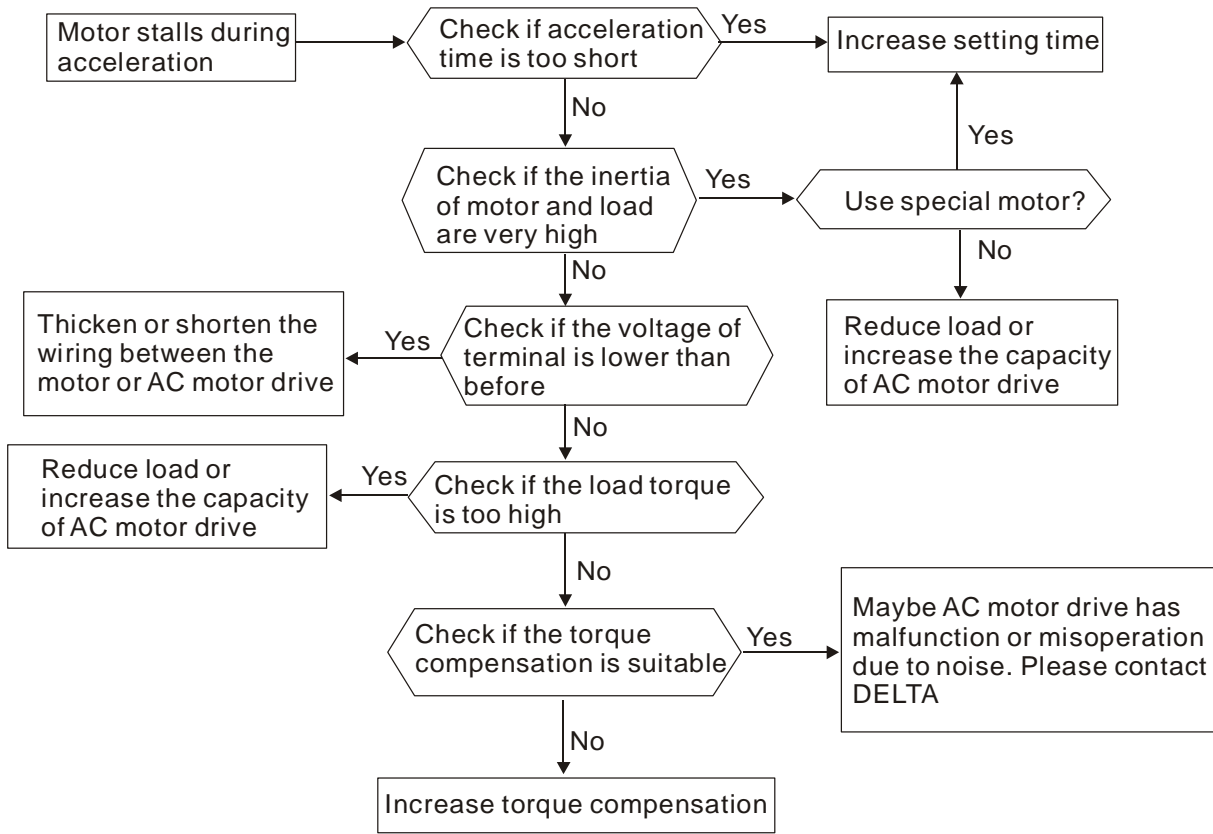 Motor stalls during
acceleration
Check if acceleration
time is too short
Yes
Increase setting time
No
Yes
Check if the inertia
of motor and load
are very high
Yes
Use special motor?
No
No
Thicken or shorten the
wiring between the
motor or AC motor drive
Yes
Check if the voltage of
terminal is lower than
before
Reduce load or
increase the capacity
of AC motor drive
No
Reduce load or
increase the capacity
of AC motor drive
Yes
Check if the load torque
is too high
No
Check if the torque
compensation is suitable
Yes
Maybe AC motor drive has
malfunction or misoperation
due to noise. Please contact
DELTA
No
Increase torque compensation